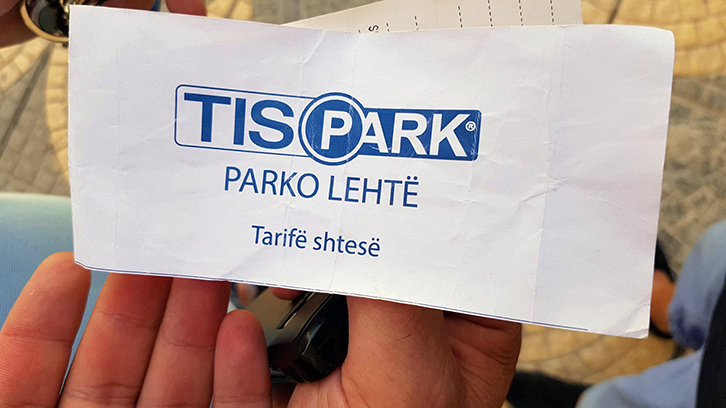 TISPARK®
PARKO LEHTË
Tarifë shtesë